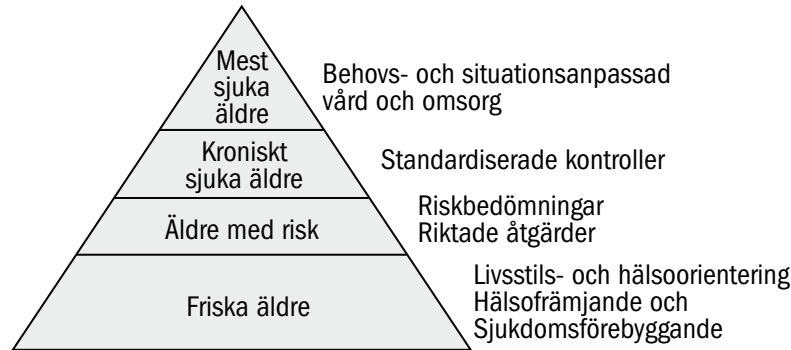 Mest
sjuka
äldre
Behovs- och situationsanpassad
vård och omsorg
Kroniskt
sjuka äldre
Standardiserade kontroller
Äldre med risk
Riskbedömningar
Riktade åtgärder
Friska äldre
Livsstils- och hälsoorientering
Hälsofrämjande och
Sjukdomsförebyggande